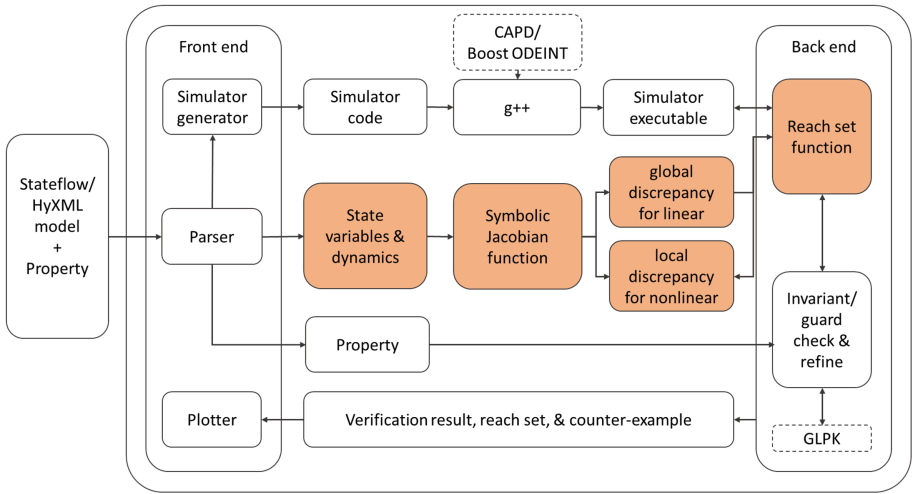 Front end
CAPD/
Boost ODEINT
Back end
Simulator
generator
Simulator
code
g++
Simulator
executable
Reach set
function
Stateflow/
HyXML
model
+
Property
Parser
State
variables &
dynamics
Symbolic
Jacobian
function
global
discrepancy
for linear
local
discrepancy
for nonlinear
Invariant/
guard
check &
refine
Property
Plotter
Verification result, reach set, & counter-example
GLPK